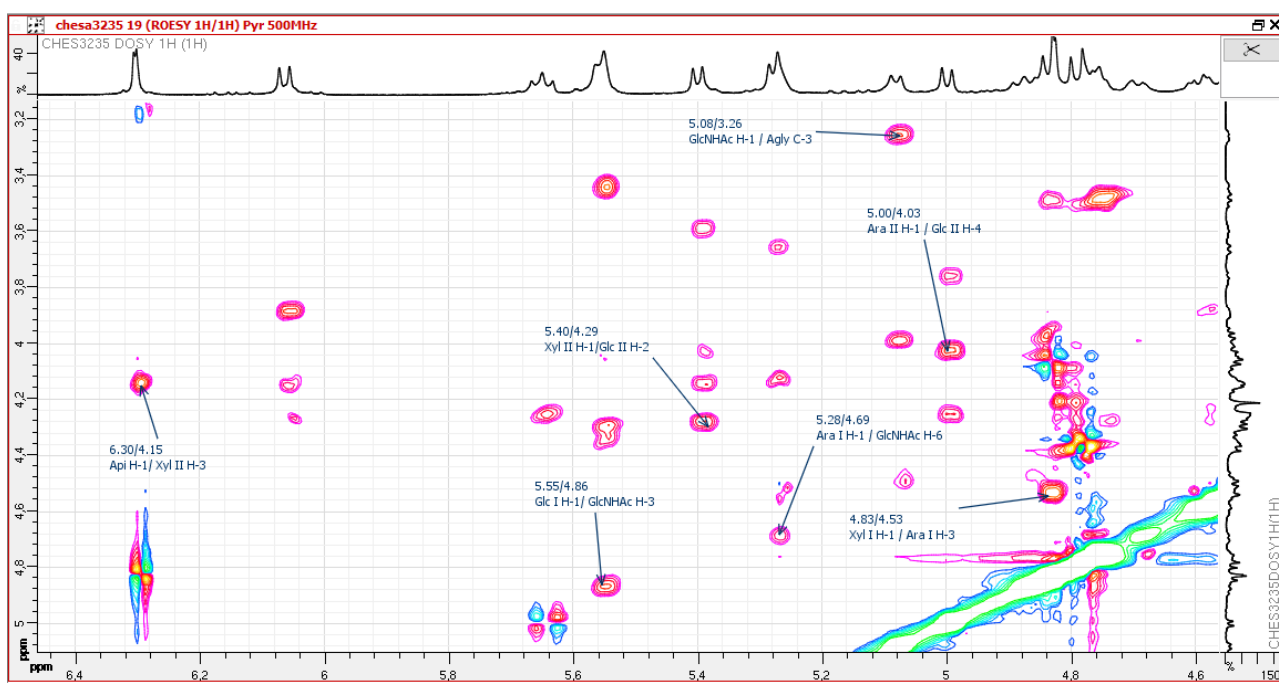 chesa3235 19 (ROESY 1H/1H) Pyr 500MHz
CHES3235 DOSY 1H (1H)
40
%
3,2
3,4
3,6
3,8
4
4,2
4,4
4,6
4,8
5
ppm
5.08/3.26
GlcNHAc H-1 / Agly C-3
5.00/4.03
Ara II H-1 / Glc II H-4
5.40/4.29
Xyl II H-1/Glc II H-2
5.28/4.69
Ara I H-1 / GlcNHAc H-6
6.30/4.15
Api H-1/ Xyl II H-3
5.55/4.86
Glc I H-1/ GlcNHAc H-3
4.83/4.53
Xyl I H-1 / Ara I H-3
ppm
6,4
6,2
6
5,8
5,6
5,4
5,2
5
4,8
4,6
%
150
CHES3235DOSY1H(1H)